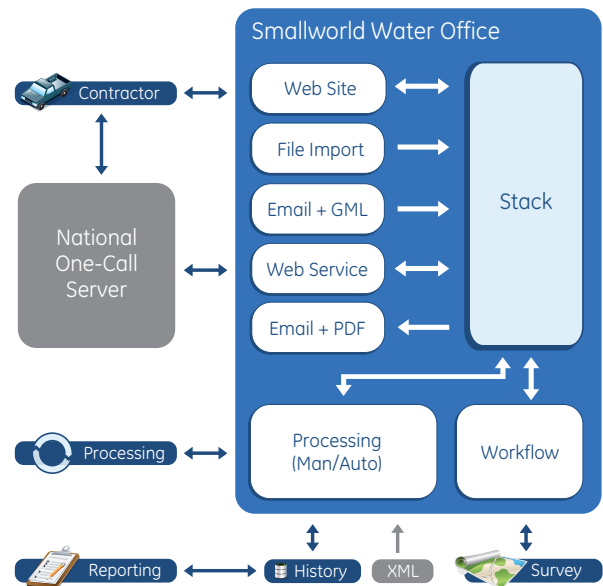 Smallworld Water Office
Contractor
Web Site
File Import
Email + GML
Web Service
Email + PDF
Stack
National
One-Call
Server
Processing
Processing
(Man/Auto)
Workflow
Reporting
History
XML
Survey